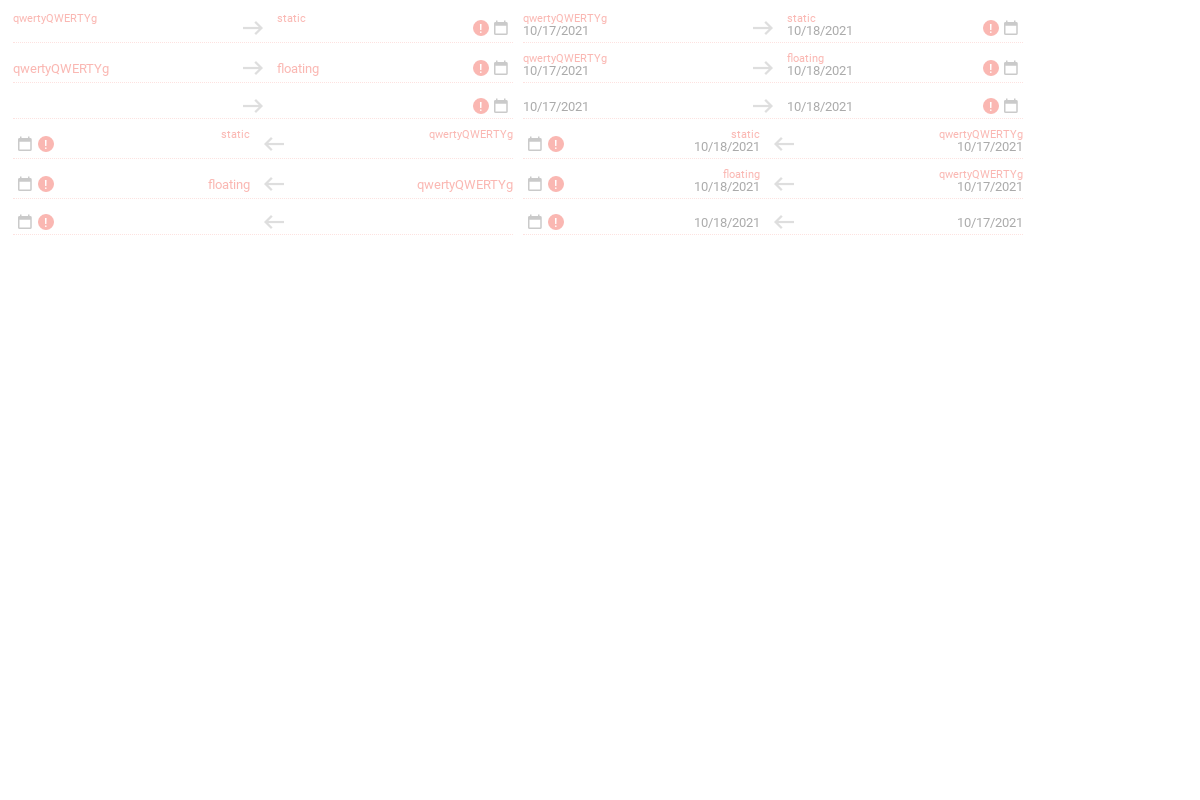 qwertyQWERTYg static qwertyQWERTYg static
10/17/2021 10/18/2021
qwertyQWERTYg floating
qwertyQWERTYg floating 10/17/2021 10/18/2021
10/17/2021 10/18/2021
static qwertyQWERTYg static qwertyQWERTYg
10/18/2021 10/17/2021
floating qwertyQWERTYg
floating qwertyQWERTYg 10/18/2021 10/17/2021
10/18/2021 10/17/2021